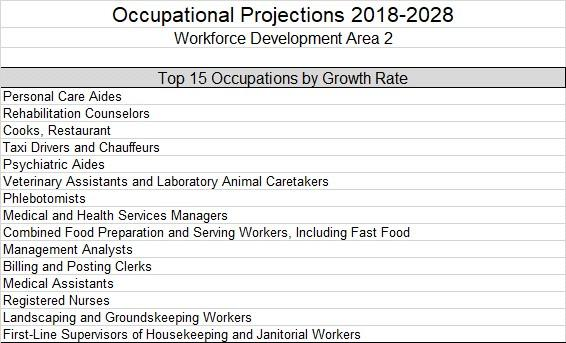 Occupational Projections 2018-2028
Workforce Development Area 2
Top 15 Occupations by Growth Rate
Personal Care Aides
Rehabilitation Counselors
Cooks, Restaurant
Taxi Drivers and Chauffeurs
Psychiatric Aides
Veterinary Assistants and Laboratory Animal Caretakers
Phlebotomists
Medical and Health Services Managers
Combined Food Preparation and Serving Workers, Including Fast Food
Management Analysts
Billing and Posting Clerks
Medical Assistants
Registered Nurses
Landscaping and Groundskeeping Workers
First-Line Supervisors of Housekeeping and Janitorial Workers